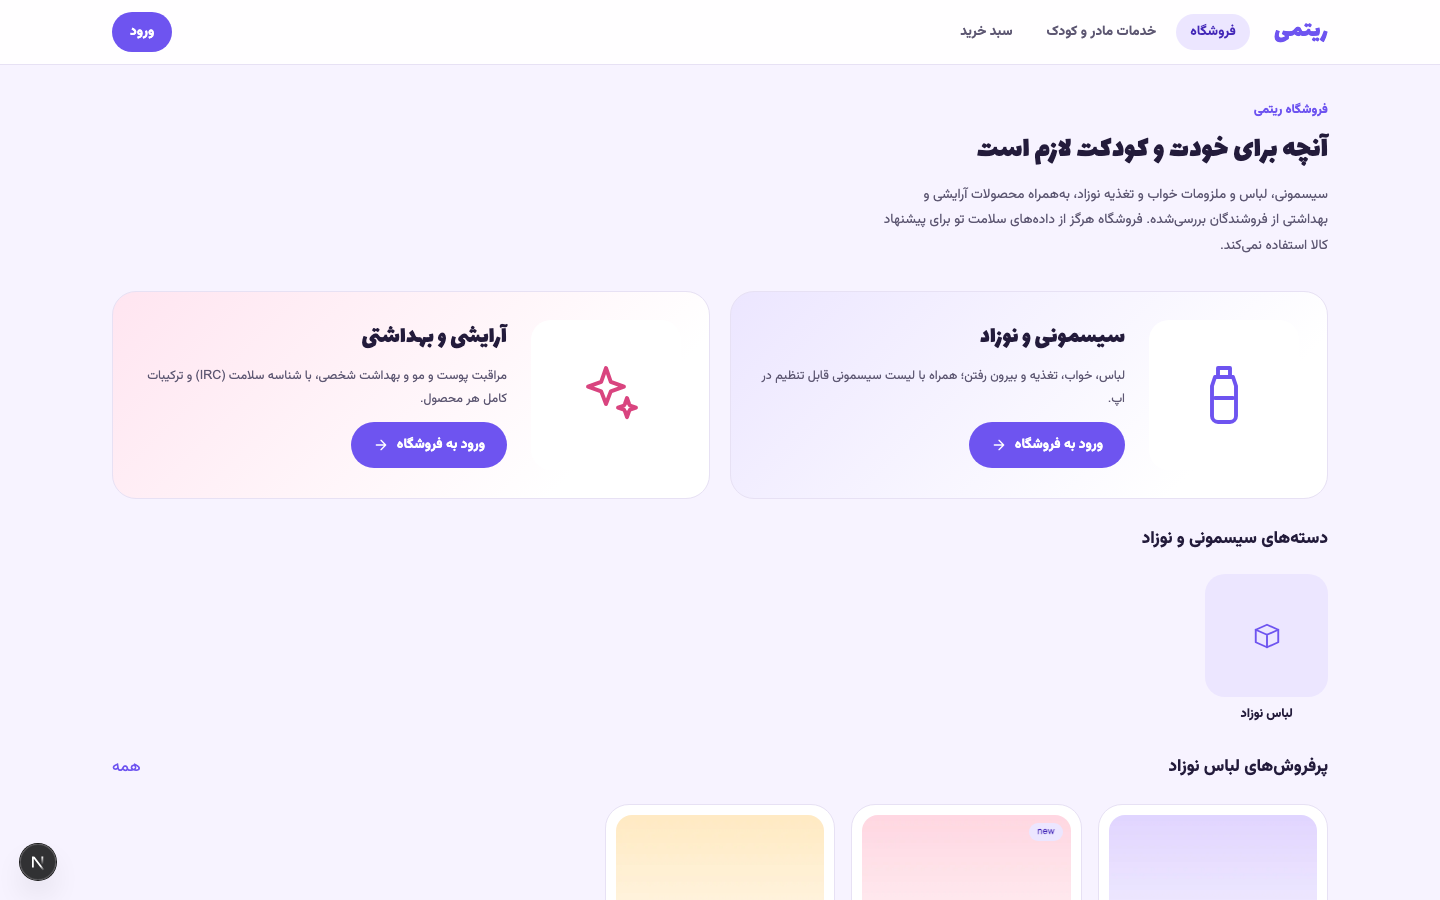 ریتمی
فروشگاه
خدمات مادر و کودک
سبد خرید
ورود
فروشگاه ریتمی
آنچه برای خودت و کودکت لازم است
سیسمونی، لباس و ملزومات خواب و تغذیه نوزاد، به‌همراه محصولات آرایشی و
بهداشتی از فروشندگان بررسی‌شده. فروشگاه هرگز از داده‌های سلامت تو برای پیشنهاد
کالا استفاده نمی‌کند.
سیسمونی و نوزاد
لباس، خواب، تغذیه و بیرون رفتن؛ همراه با لیست سیسمونی قابل تنظیم در
اپ.
ورود به فروشگاه
آرایشی و بهداشتی
مراقبت پوست و مو و بهداشت شخصی، با شناسه سلامت (IRC) و ترکیبات
کامل هر محصول.
ورود به فروشگاه
دسته‌های سیسمونی و نوزاد
لباس نوزاد
پرفروش‌های لباس نوزاد
همه
new
N